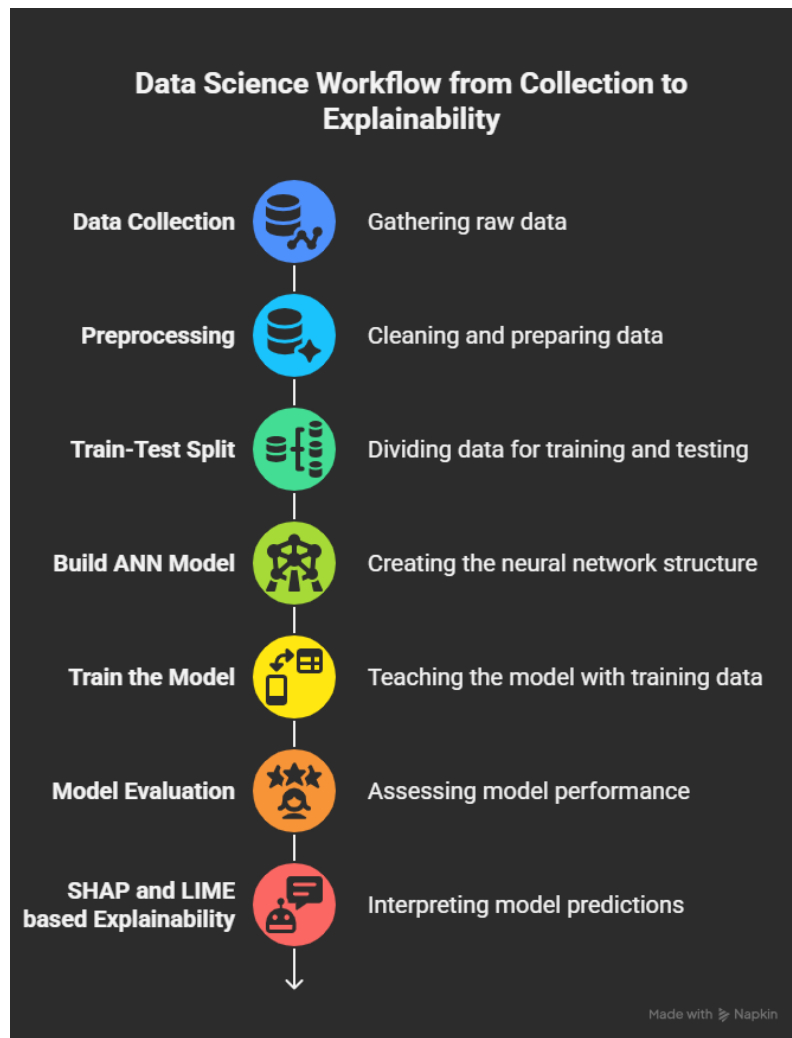 Data Science Workflow from Collection to
Explainability
Data Collection
Gathering raw data
Preprocessing
Cleaning and preparing data
Train-Test Split
Dividing data for training and testing
Build ANN Model
Creating the neural network structure
Train the Model
Teaching the model with training data
Model Evaluation
Assessing model performance
SHAP and LIME
based Explainability
Interpreting model predictions
Made with Napkin